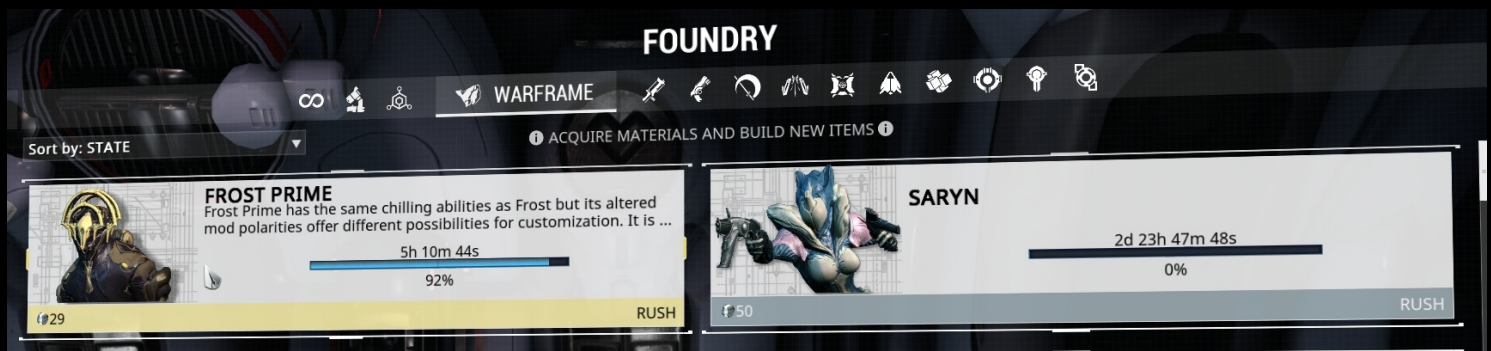 FOUNDRY
WARFRAME
ACQUIRE MATERIALS AND BUILD NEW ITEMS
Sort by: STATE
FROST PRIME
Frost Prime has the same chilling abilities as Frost but its altered
mod polarities offer different possibilities for customization. It is ...
5h 10m 44s
92%
29 RUSH
SARYN
2d 23h 47m 48s
0%
50 RUSH